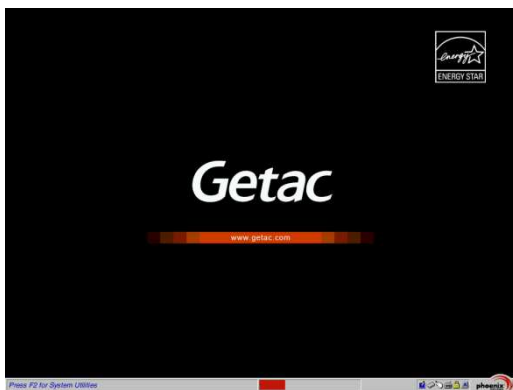 energy
ENERGY STAR
Getac
www.getac.com
Press F2 for System Utilities
phoenix